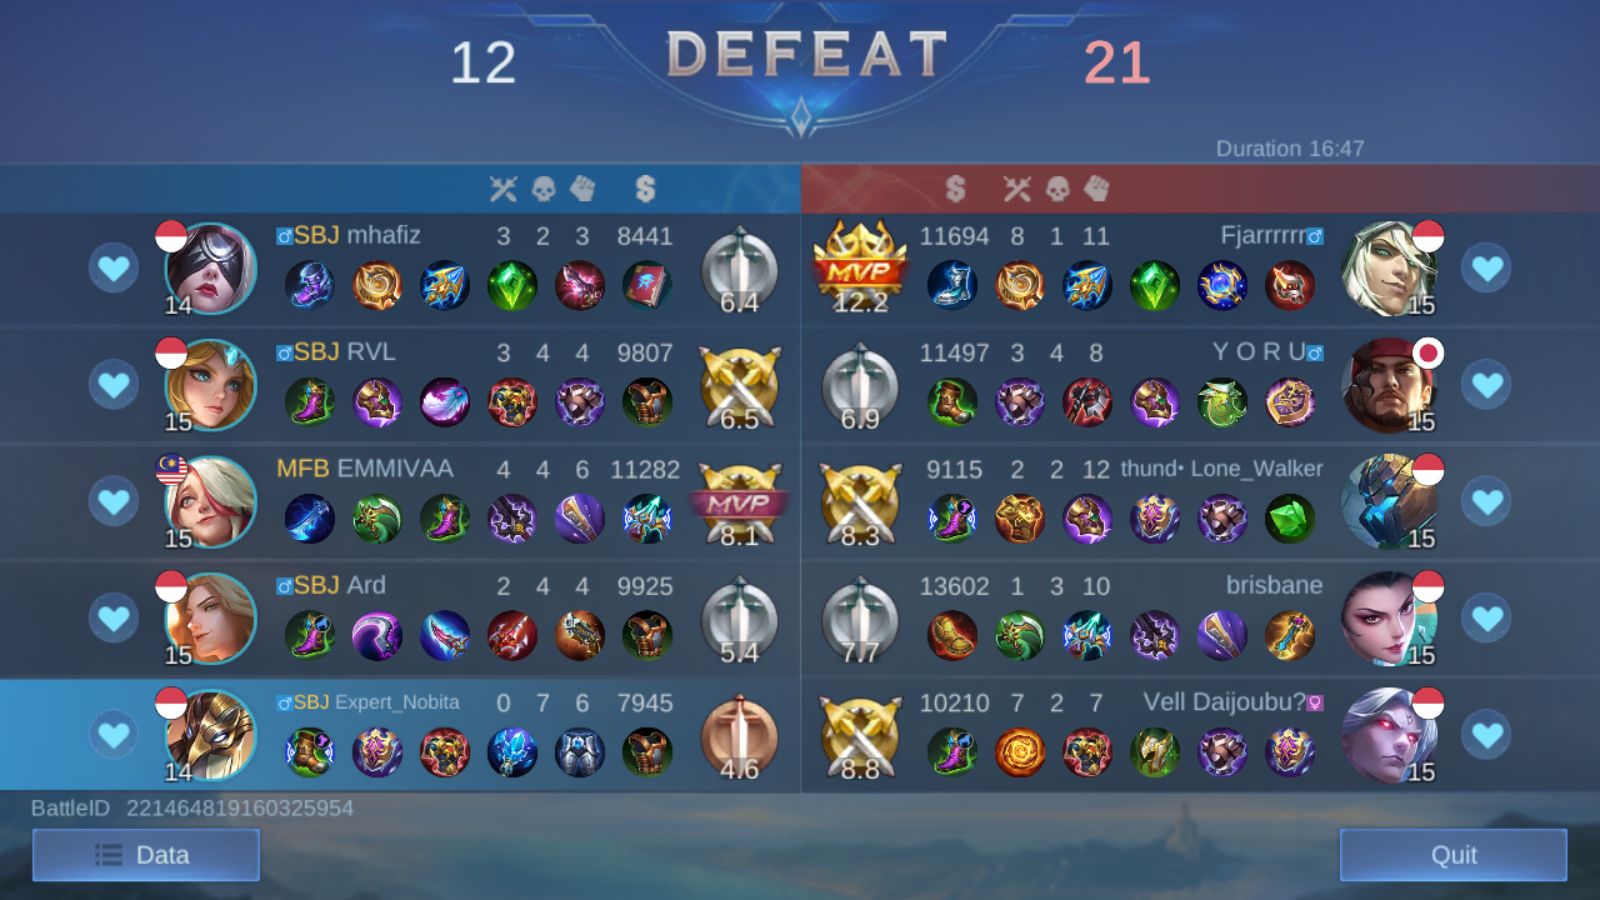 12 DEFEAT 21
Duration 16:47
SBJ mhafiz 3 2 3 8441 6.4 14
MVP 12.2 11694 8 1 11 Fjarrrrrr 15
SBJ RVL 3 4 4 9807 6.5 15
6.9 11497 3 4 8 Y O R U 15
MFB EMMIVAA 4 4 6 11282 MVP 8.1 15
8.3 9115 2 2 12 thund• Lone_Walker 15
SBJ Ard 2 4 4 9925 5.4 15
7.7 13602 1 3 10 brisbane 15
SBJ Expert_Nobita 0 7 6 7945 4.6 14
8.8 10210 7 2 7 Vell Daijoubu? 15
BattleID 221464819160325954
Data
Quit